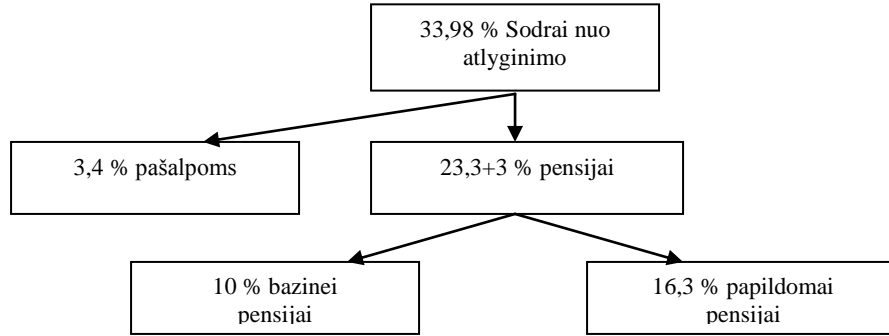 33,98 % Sodrai nuo
atlyginimo
3,4 % pašalpoms
23,3+3 % pensijai
10 % bazinei
pensijai
16,3 % papildomai
pensijai